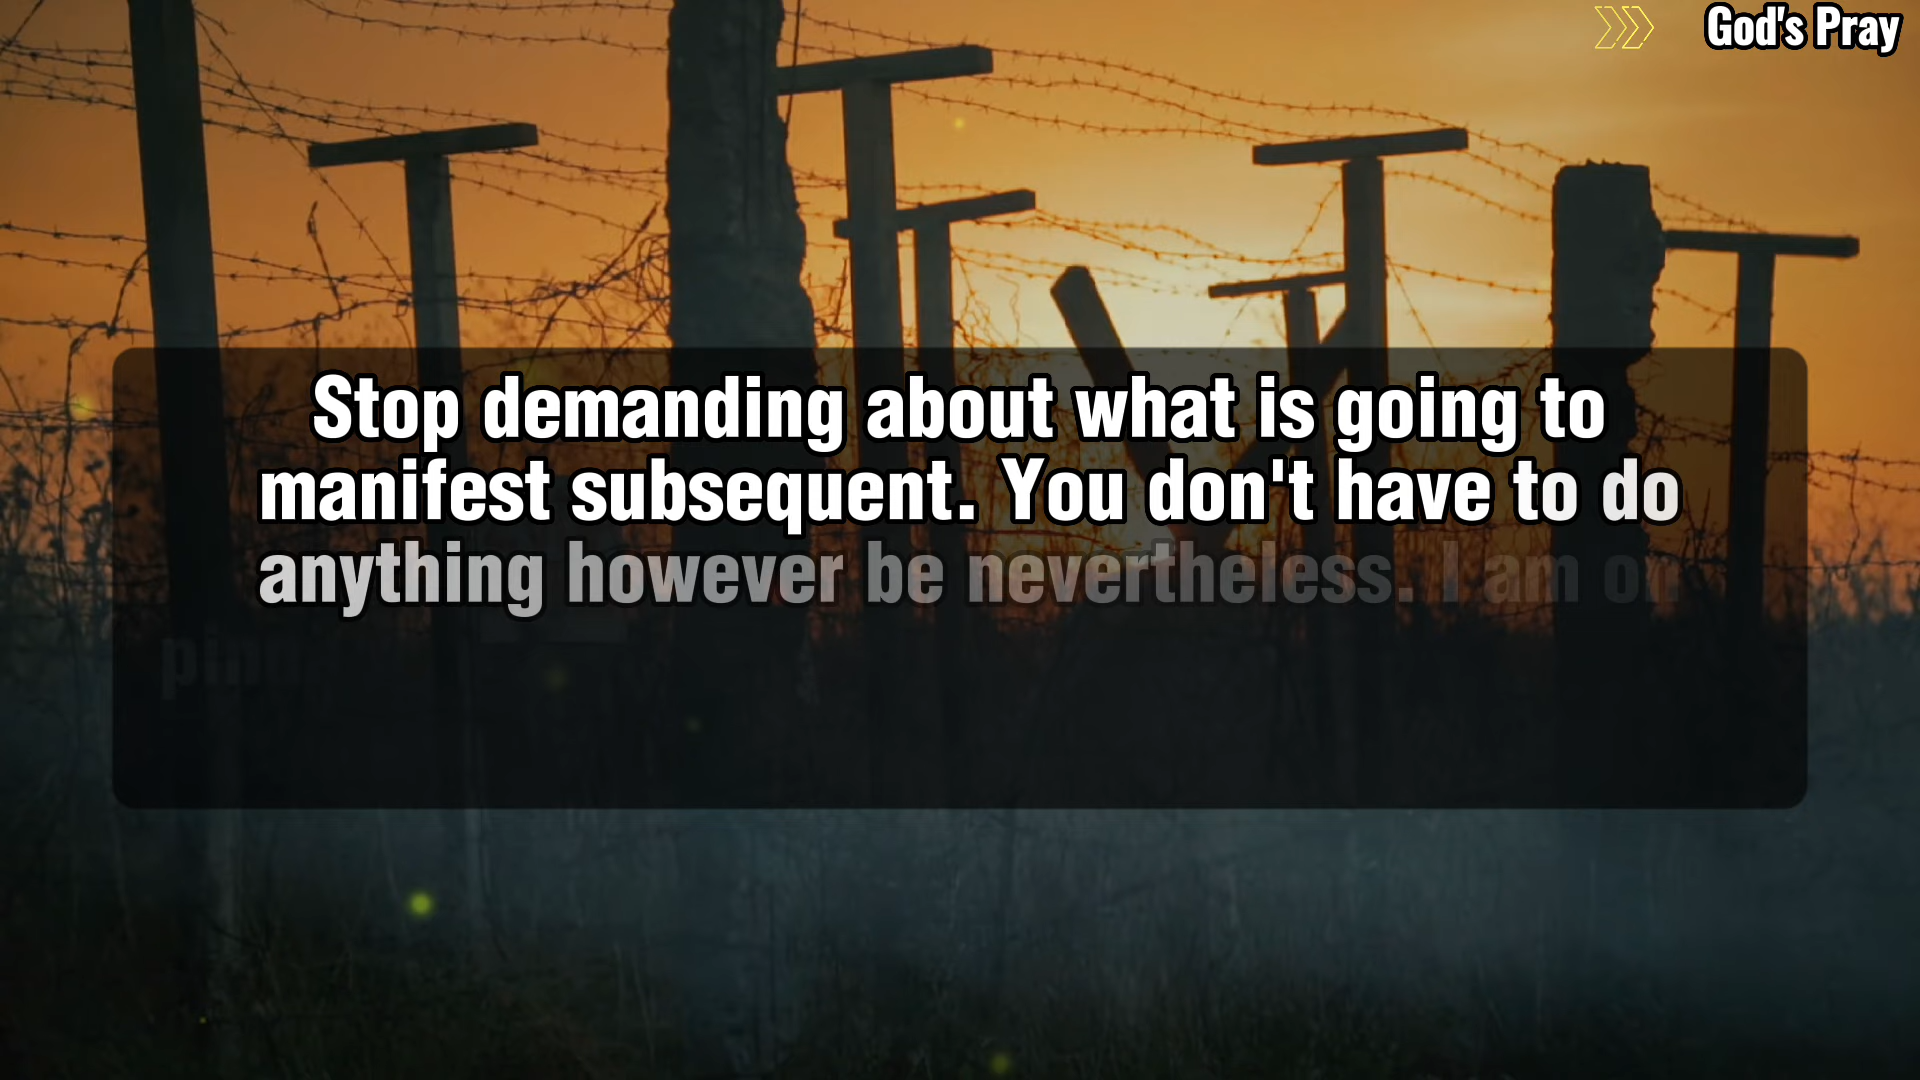 God's Pray
Stop demanding about what is going to
manifest subsequent. You don't have to do
anything however be nevertheless. I am on